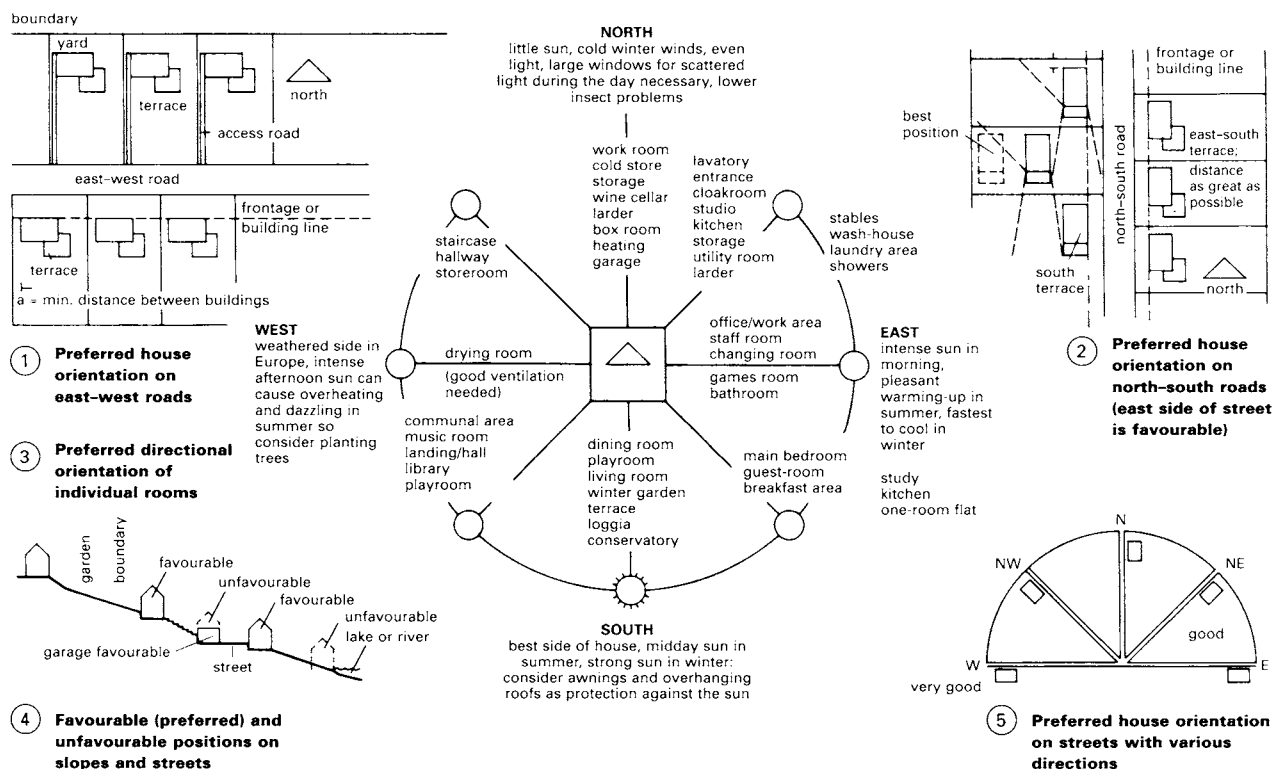 boundary
yard
terrace
north
access road
east–west road
frontage or
building line
terrace
a = min. distance between buildings
1
Preferred house
orientation on
east–west roads
3
Preferred directional
orientation of
individual rooms
NORTH
little sun, cold winter winds, even
light, large windows for scattered
light during the day necessary, lower
insect problems
work room
cold store
storage
wine cellar
larder
box room
heating
garage
lavatory
entrance
cloakroom
studio
kitchen
storage
utility room
larder
staircase
hallway
storeroom
stables
wash-house
laundry area
showers
WEST
weathered side in
Europe, intense
afternoon sun can
cause overheating
and dazzling in
summer so
consider planting
trees
drying room
(good ventilation
needed)
office/work area
staff room
changing room
games room
bathroom
EAST
intense sun in
morning,
pleasant
warming-up in
summer, fastest
to cool in
winter
study
kitchen
one-room flat
communal area
music room
landing/hall
library
playroom
dining room
playroom
living room
winter garden
terrace
loggia
conservatory
main bedroom
guest-room
breakfast area
SOUTH
best side of house, midday sun in
summer, strong sun in winter:
consider awnings and overhanging
roofs as protection against the sun
best
position
south
terrace
north–south road
frontage or
building line
east–south
terrace;
distance
as great as
possible
north
2
Preferred house
orientation on
north–south roads
(east side of street
is favourable)
garden
boundary
favourable
unfavourable
favourable
unfavourable
lake or river
garage favourable
street
4
Favourable (preferred) and
unfavourable positions on
slopes and streets
N
NW
NE
good
W
E
very good
5
Preferred house orientation
on streets with various
directions